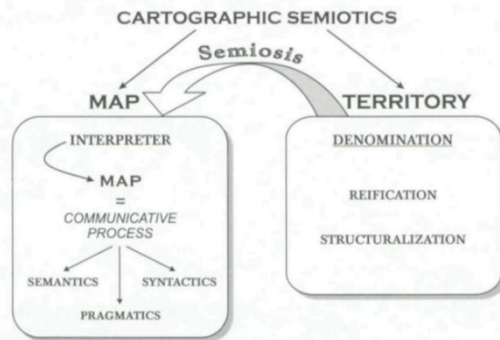 CARTOGRAPHIC SEMIOTICS
Semiosis
MAP
TERRITORY
INTERPRETER
MAP
=
COMMUNICATIVE
PROCESS
SEMANTICS
SYNTACTICS
PRAGMATICS
DENOMINATION
REIFICATION
STRUCTURALIZATION